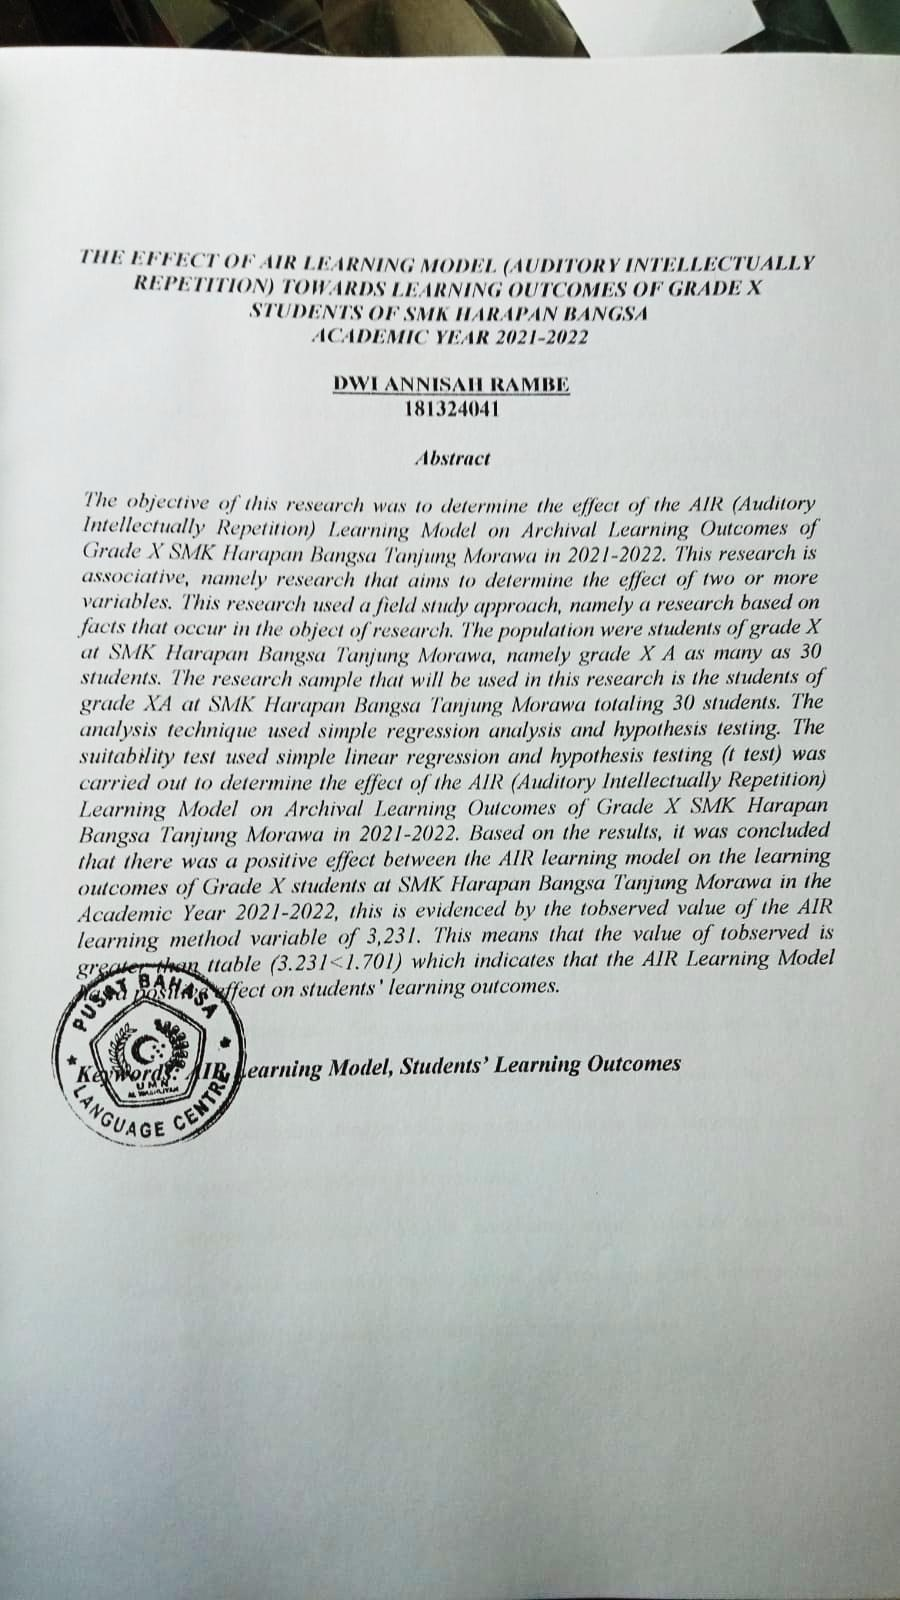 THE EFFECT OF AIR LEARNING MODEL (AUDITORY INTELLECTUALLY
REPETITION) TOWARDS LEARNING OUTCOMES OF GRADE X
STUDENTS OF SMK HARAPAN BANGSA
ACADEMIC YEAR 2021-2022
DWI ANNISAH RAMBE
181324041
Abstract
The objective of this research was to determine the effect of the AIR (Auditory
Intellectually Repetition) Learning Model on Archival Learning Outcomes of
Grade X SMK Harapan Bangsa Tanjung Morawa in 2021-2022. This research is
associative, namely research that aims to determine the effect of two or more
variables. This research used a field study approach, namely a research based on
facts that occur in the object of research. The population were students of grade X
at SMK Harapan Bangsa Tanjung Morawa, namely grade X A as many as 30
students. The research sample that will be used in this research is the students of
grade XA at SMK Harapan Bangsa Tanjung Morawa totaling 30 students. The
analysis technique used simple regression analysis and hypothesis testing. The
suitability test used simple linear regression and hypothesis testing (t test) was
carried out to determine the effect of the AIR (Auditory Intellectually Repetition)
Learning Model on Archival Learning Outcomes of Grade X SMK Harapan
Bangsa Tanjung Morawa in 2021-2022. Based on the results, it was concluded
that there was a positive effect between the AIR learning model on the learning
outcomes of Grade X students at SMK Harapan Bangsa Tanjung Morawa in the
Academic Year 2021-2022, this is evidenced by the tobserved value of the AIR
learning method variable of 3,231. This means that the value of tobserved is
greater than ttable (3.231<1.701) which indicates that the AIR Learning Model
positive effect on students' learning outcomes.
Keywords: AIR Learning Model, Students' Learning Outcomes
PUSAT BAHASA
UMN
AL WASHLIYAH
LANGUAGE CENTRE